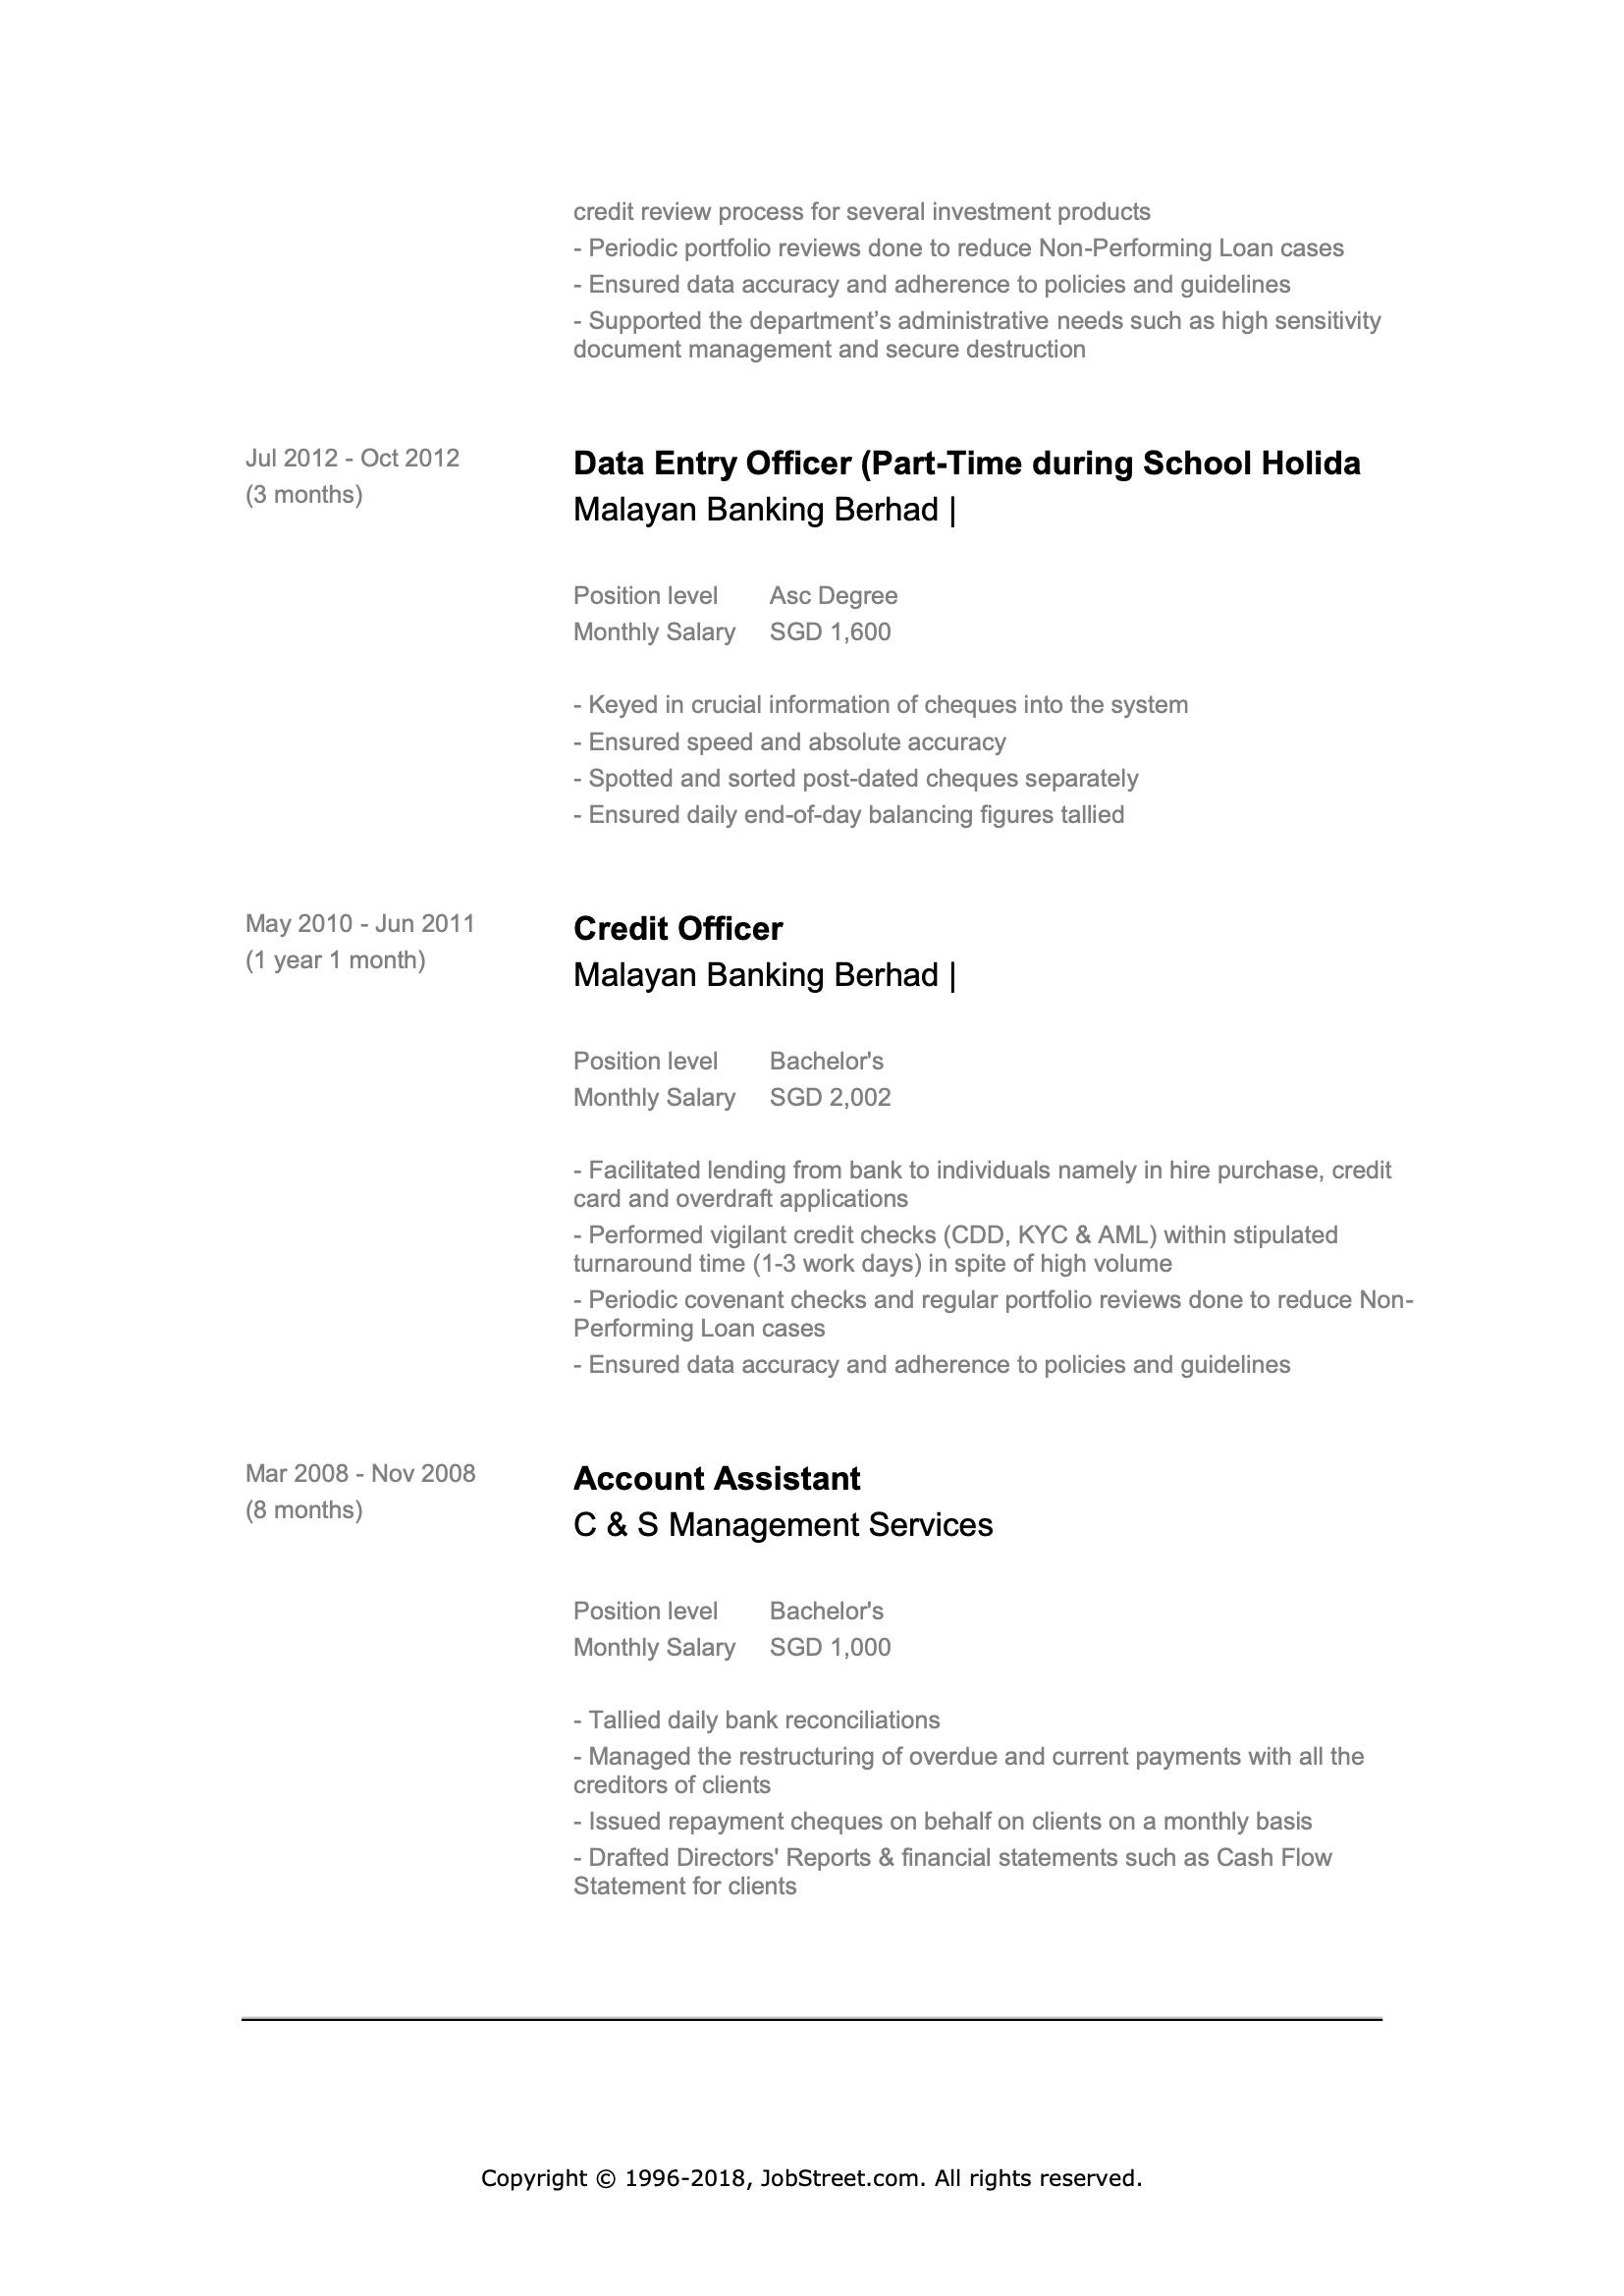 credit review process for several investment products
- Periodic portfolio reviews done to reduce Non-Performing Loan cases
- Ensured data accuracy and adherence to policies and guidelines
- Supported the department’s administrative needs such as high sensitivity
document management and secure destruction
Jul 2012 - Oct 2012
(3 months)
Data Entry Officer (Part-Time during School Holida
Malayan Banking Berhad |
Position level Asc Degree
Monthly Salary SGD 1,600
- Keyed in crucial information of cheques into the system
- Ensured speed and absolute accuracy
- Spotted and sorted post-dated cheques separately
- Ensured daily end-of-day balancing figures tallied
May 2010 - Jun 2011
(1 year 1 month)
Credit Officer
Malayan Banking Berhad |
Position level Bachelor's
Monthly Salary SGD 2,002
- Facilitated lending from bank to individuals namely in hire purchase, credit
card and overdraft applications
- Performed vigilant credit checks (CDD, KYC & AML) within stipulated
turnaround time (1-3 work days) in spite of high volume
- Periodic covenant checks and regular portfolio reviews done to reduce Non-
Performing Loan cases
- Ensured data accuracy and adherence to policies and guidelines
Mar 2008 - Nov 2008
(8 months)
Account Assistant
C & S Management Services
Position level Bachelor's
Monthly Salary SGD 1,000
- Tallied daily bank reconciliations
- Managed the restructuring of overdue and current payments with all the
creditors of clients
- Issued repayment cheques on behalf on clients on a monthly basis
- Drafted Directors' Reports & financial statements such as Cash Flow
Statement for clients
Copyright © 1996-2018, JobStreet.com. All rights reserved.